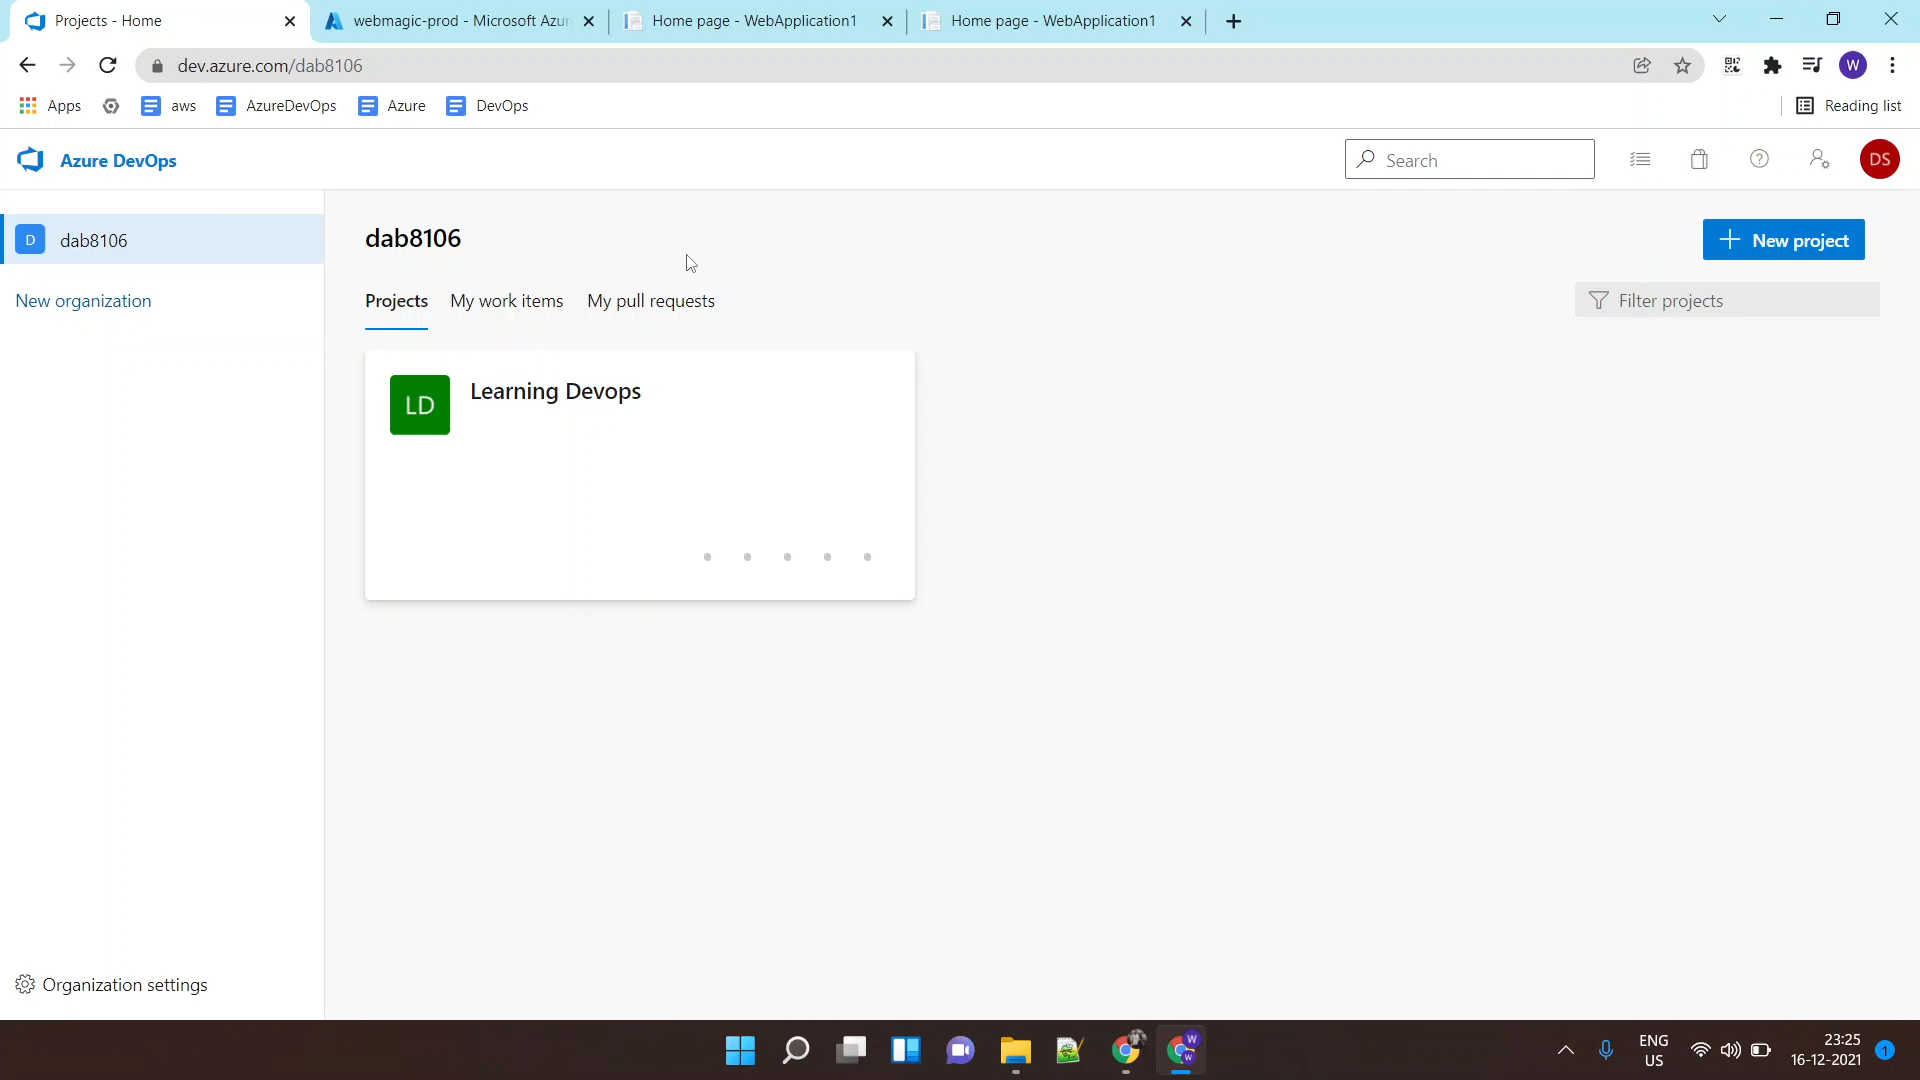 Projects - Home
webmagic-prod - Microsoft Azu
Home page - WebApplication1
Home page - WebApplication1
dev.azure.com/dab8106
W
Apps
aws
AzureDevOps
Azure
DevOps
Reading list
Azure DevOps
Search
DS
D
dab8106
New organization
dab8106
New project
Projects
My work items
My pull requests
Filter projects
LD
Learning Devops
Organization settings
W
W
ENG
US
23:25
16-12-2021
1